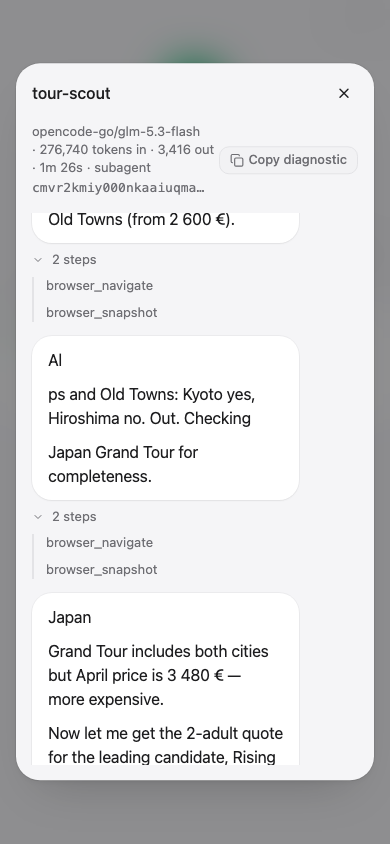 tour-scout
opencode-go/glm-5.3-flash
· 276,740 tokens in · 3,416 out
· 1m 26s · subagent
cmvr2kmiy000nkaaiuqma…
Copy diagnostic
Old Towns (from 2 600 €).
2 steps
browser_navigate
browser_snapshot
Al
ps and Old Towns: Kyoto yes,
Hiroshima no. Out. Checking
Japan Grand Tour for
completeness.
2 steps
browser_navigate
browser_snapshot
Japan
Grand Tour includes both cities
but April price is 3 480 € —
more expensive.
Now let me get the 2-adult quote
for the leading candidate, Rising